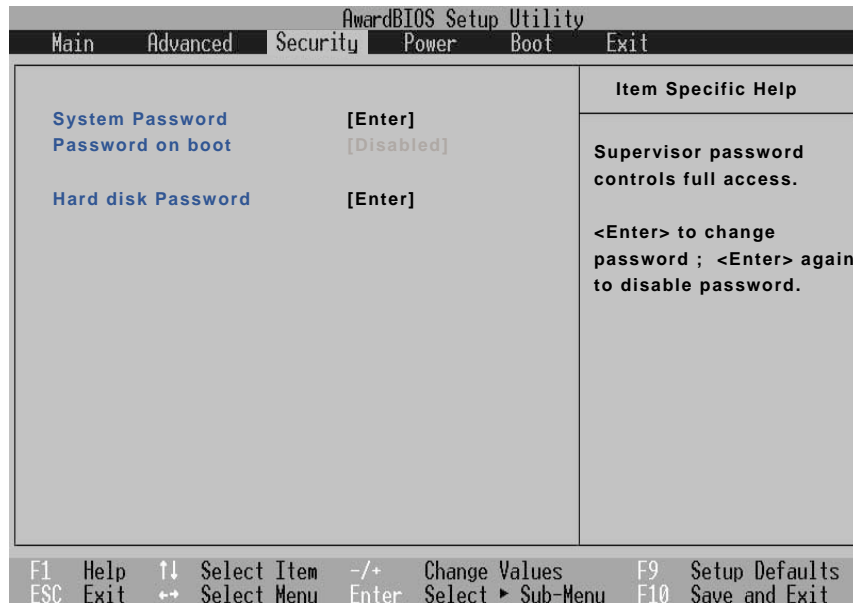 AwardBIOS Setup Utility
Main Advanced Security Power Boot Exit
System Password [Enter]
Password on boot [Disabled]
Hard disk Password [Enter]
Item Specific Help
Supervisor password
controls full access.
<Enter> to change
password ; <Enter> again
to disable password.
F1 Help ↑↓ Select Item -/+ Change Values F9 Setup Defaults
ESC Exit ←→ Select Menu Enter Select ▸ Sub-Menu F10 Save and Exit